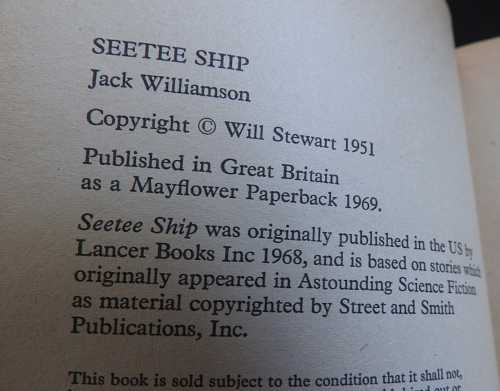 SEETEE SHIP
Jack Williamson
Copyright © Will Stewart 1951
Published in Great Britain
as a Mayflower Paperback 1969.
Seetee Ship was originally published in the US by
Lancer Books Inc 1968, and is based on stories which
originally appeared in Astounding Science Fiction
as material copyrighted by Street and Smith
Publications, Inc.
This book is sold subject to the condition that it shall not,